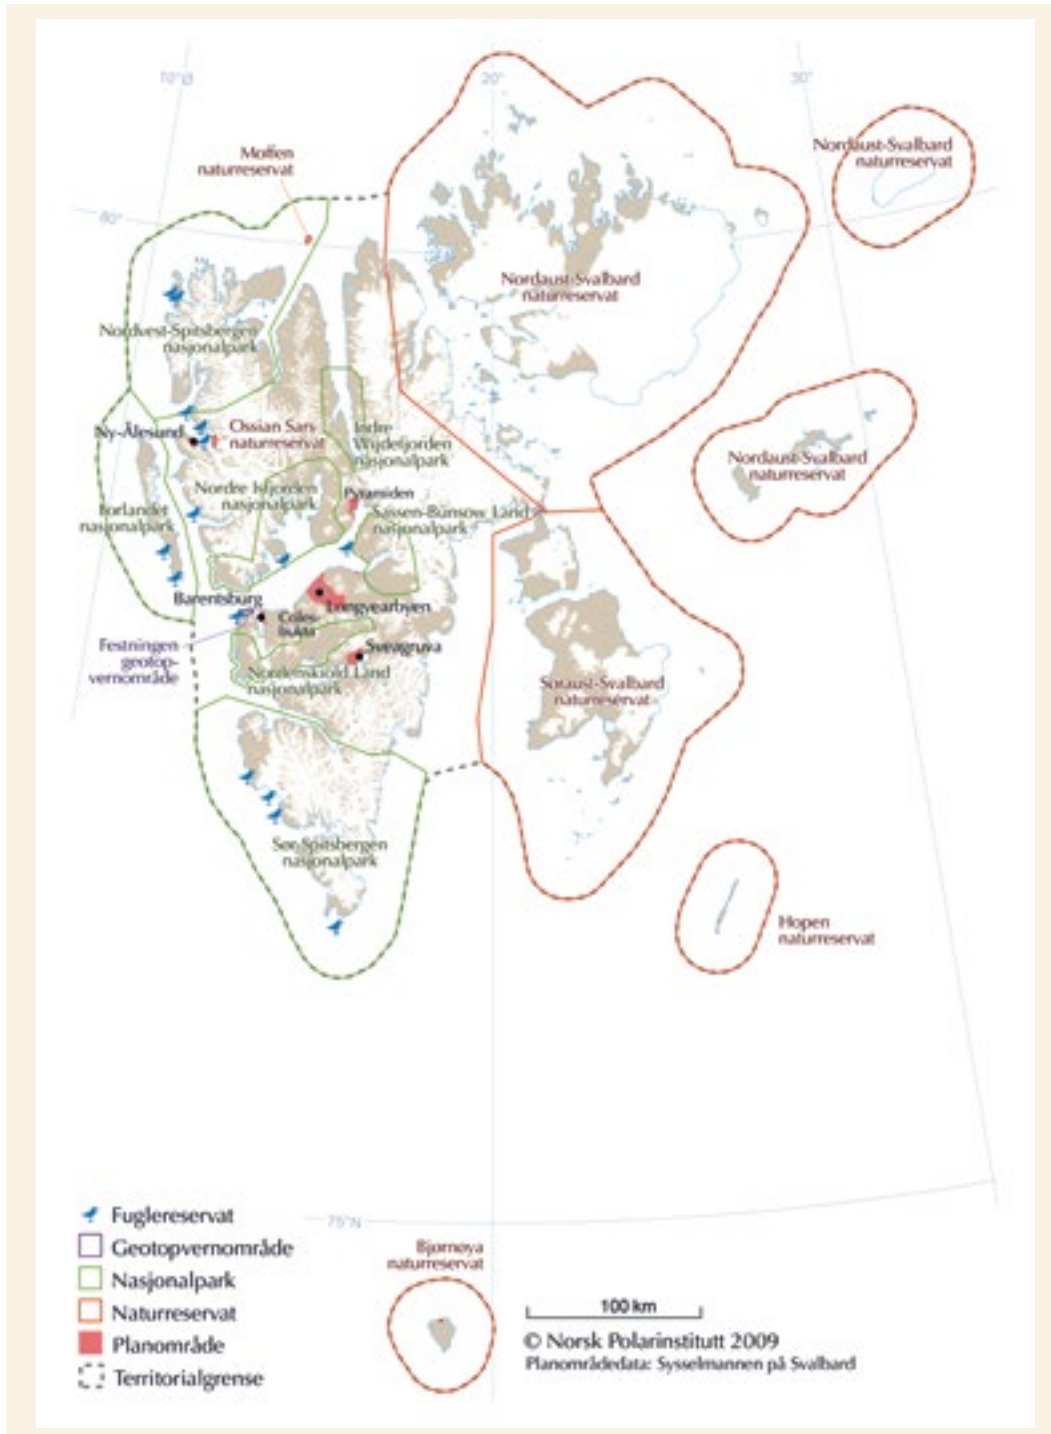 10°Ø
20°
30°
Nordaust-Svalbard
naturreservat
Moffen
naturreservat
80°
Nordaust-Svalbard
naturreservat
Nordvest-Spitsbergen
nasjonalpark
Ny-Ålesund
Ossian Sars
naturreservat
Indre
Wijdefjorden
nasjonalpark
Nordaust-Svalbard
naturreservat
Nordre Isfjorden
nasjonalpark
Pyramiden
Forlandet
nasjonalpark
Sassen-Bünsow Land
nasjonalpark
Barentsburg
Longyearbyen
Coles-
bukta
Festningen
geotop-
vernområde
Sveagruva
Nordenskiöld Land
nasjonalpark
Søraust-Svalbard
naturreservat
Sør-Spitsbergen
nasjonalpark
Hopen
naturreservat
Fuglereservat
75°N
Geotopvernområde
Bjørnøya
naturreservat
Nasjonalpark
Naturreservat
100 km
Planområde
© Norsk Polarinstitutt 2009
Planområdedata: Sysselmannen på Svalbard
Territorialgrense